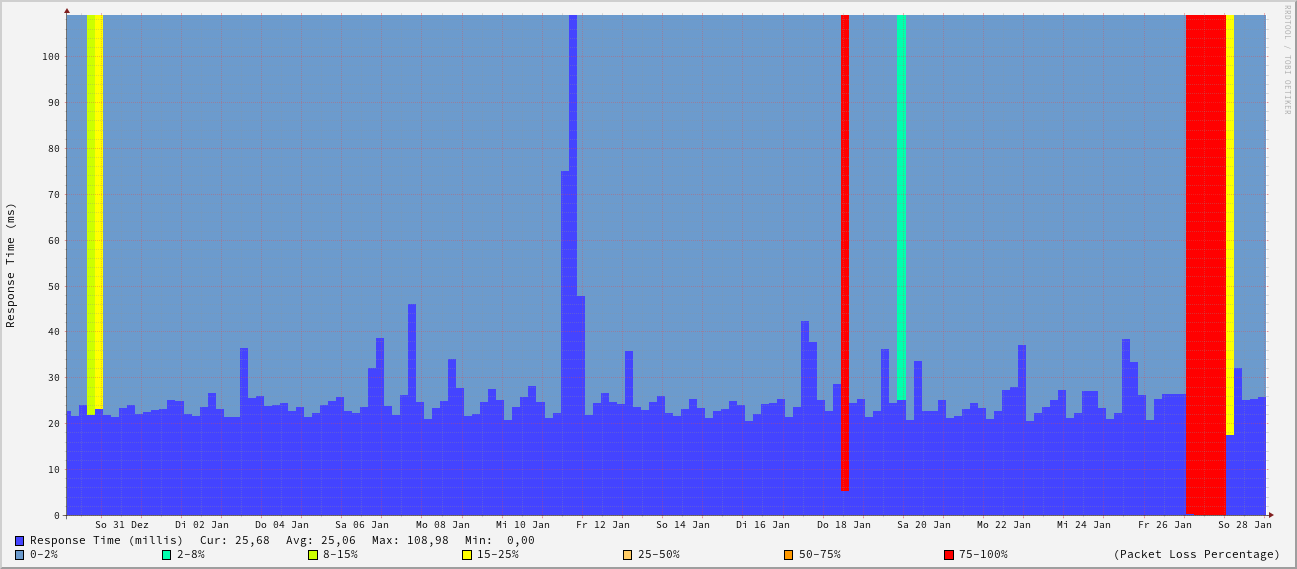 RRDTOOL / TOBI OETIKER
Response Time (ms)
100
90
80
70
60
50
40
30
20
10
0
So 31 Dez Di 02 Jan Do 04 Jan Sa 06 Jan Mo 08 Jan Mi 10 Jan Fr 12 Jan So 14 Jan Di 16 Jan Do 18 Jan Sa 20 Jan Mo 22 Jan Mi 24 Jan Fr 26 Jan So 28 Jan
Response Time (millis) Cur: 25,68 Avg: 25,06 Max: 108,98 Min: 0,00
0-2% 2-8% 8-15% 15-25% 25-50% 50-75% 75-100% (Packet Loss Percentage)